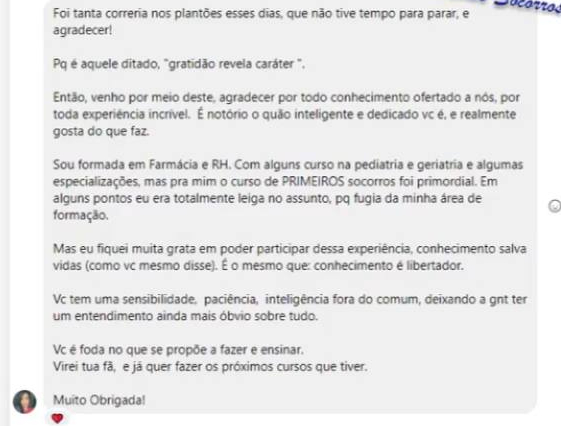 Socorros
Foi tanta correria nos plantões esses dias, que não tive tempo para parar, e
agradecer!
Pq é aquele ditado, "gratidão revela caráter ".
Então, venho por meio deste, agradecer por todo conhecimento ofertado a nós, por
toda experiência incrível. É notório o quão inteligente e dedicado vc é, e realmente
gosta do que faz.
Sou formada em Farmácia e RH. Com alguns curso na pediatria e geriatria e algumas
especializações, mas pra mim o curso de PRIMEIROS socorros foi primordial. Em
alguns pontos eu era totalmente leiga no assunto, pq fugia da minha área de
formação.
Mas eu fiquei muita grata em poder participar dessa experiência, conhecimento salva
vidas (como vc mesmo disse). É o mesmo que: conhecimento é libertador.
Vc tem uma sensibilidade, paciência, inteligência fora do comum, deixando a gnt ter
um entendimento ainda mais óbvio sobre tudo.
Vc é foda no que se propõe a fazer e ensinar.
Virei tua fã, e já quer fazer os próximos cursos que tiver.
Muito Obrigada!